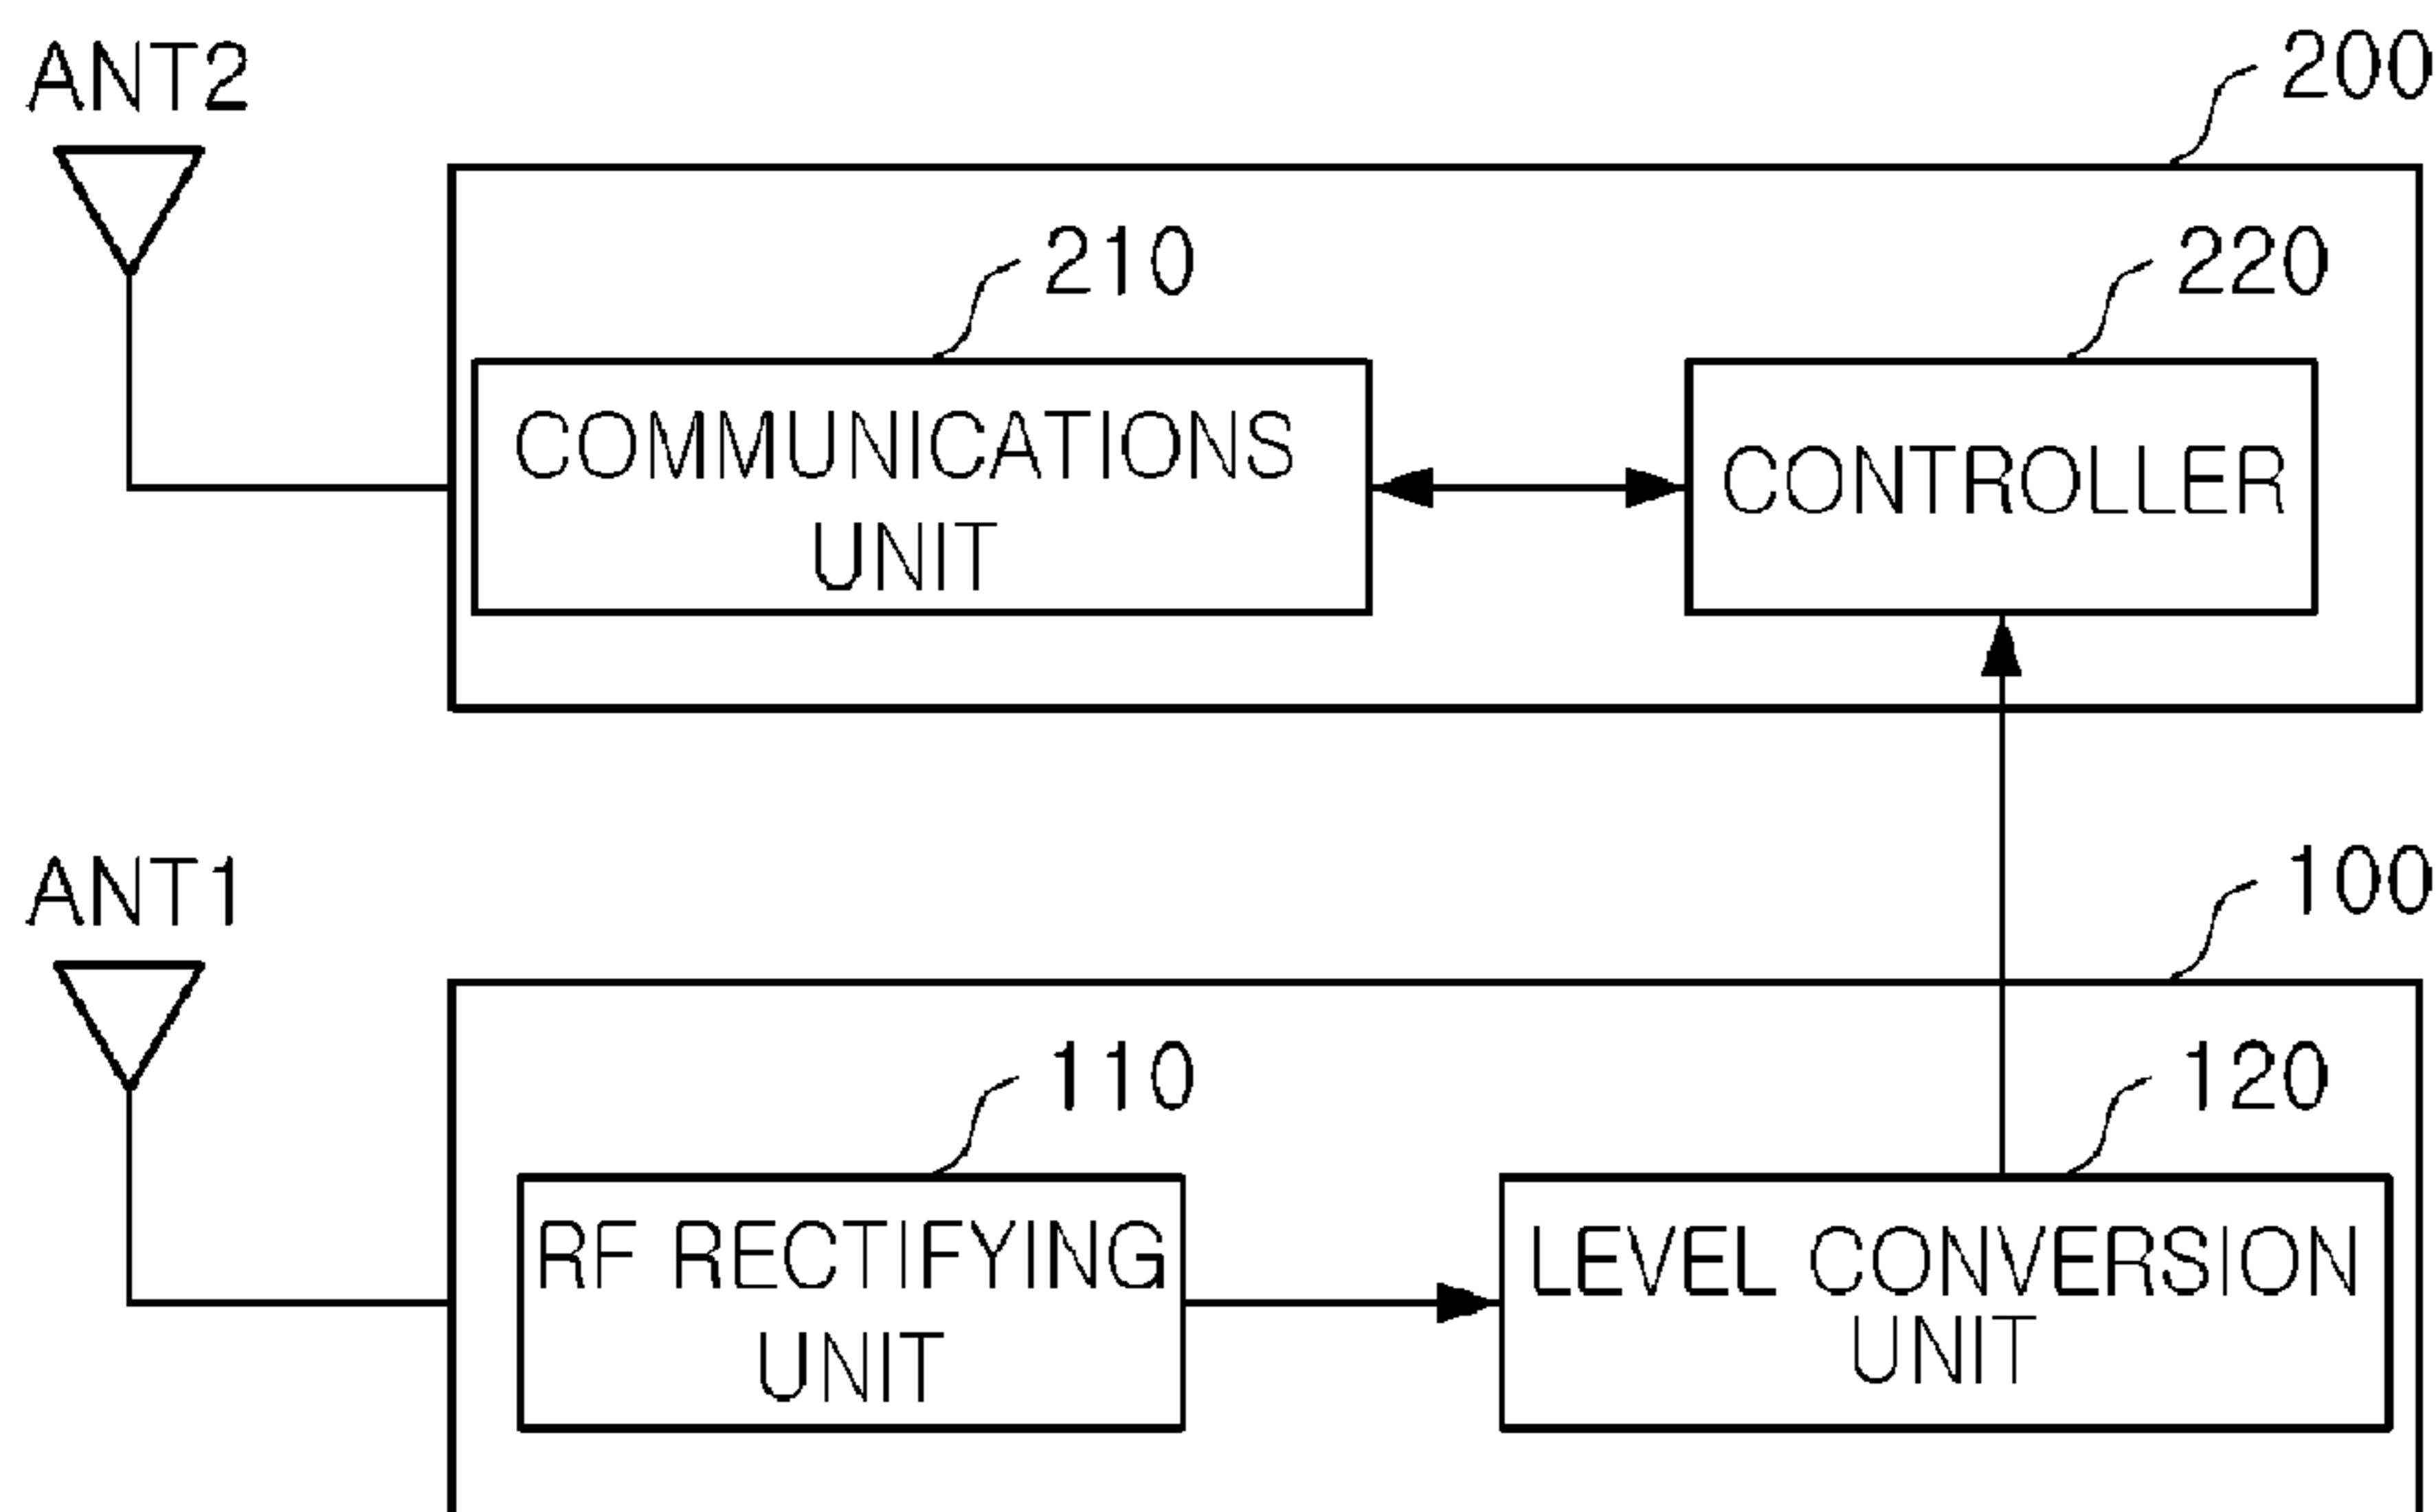 ANT2
200
210
220
COMMUNICATIONS
UNIT
CONTROLLER
ANT1
100
110
120
RF RECTIFYING
UNIT
LEVEL CONVERSION
UNIT